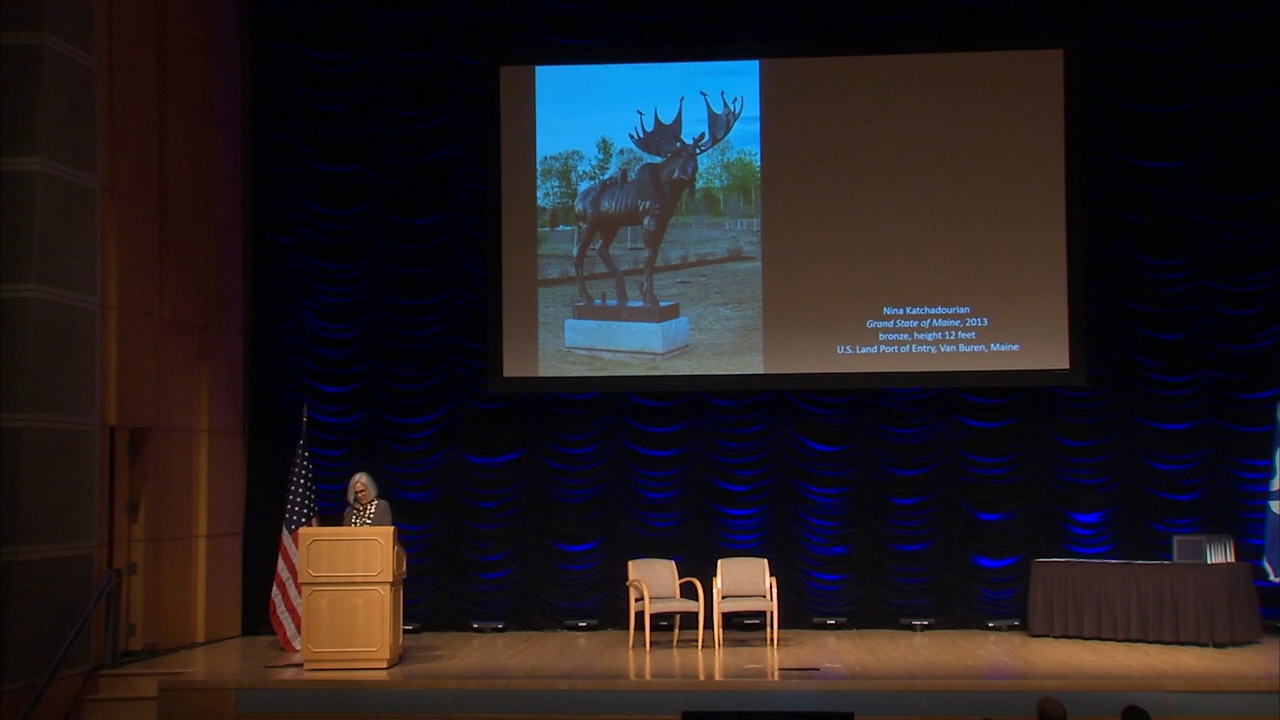 Nina Katchadourian
Grand State of Maine, 2013
bronze, height 12 feet
U.S. Land Port of Entry, Van Buren, Maine